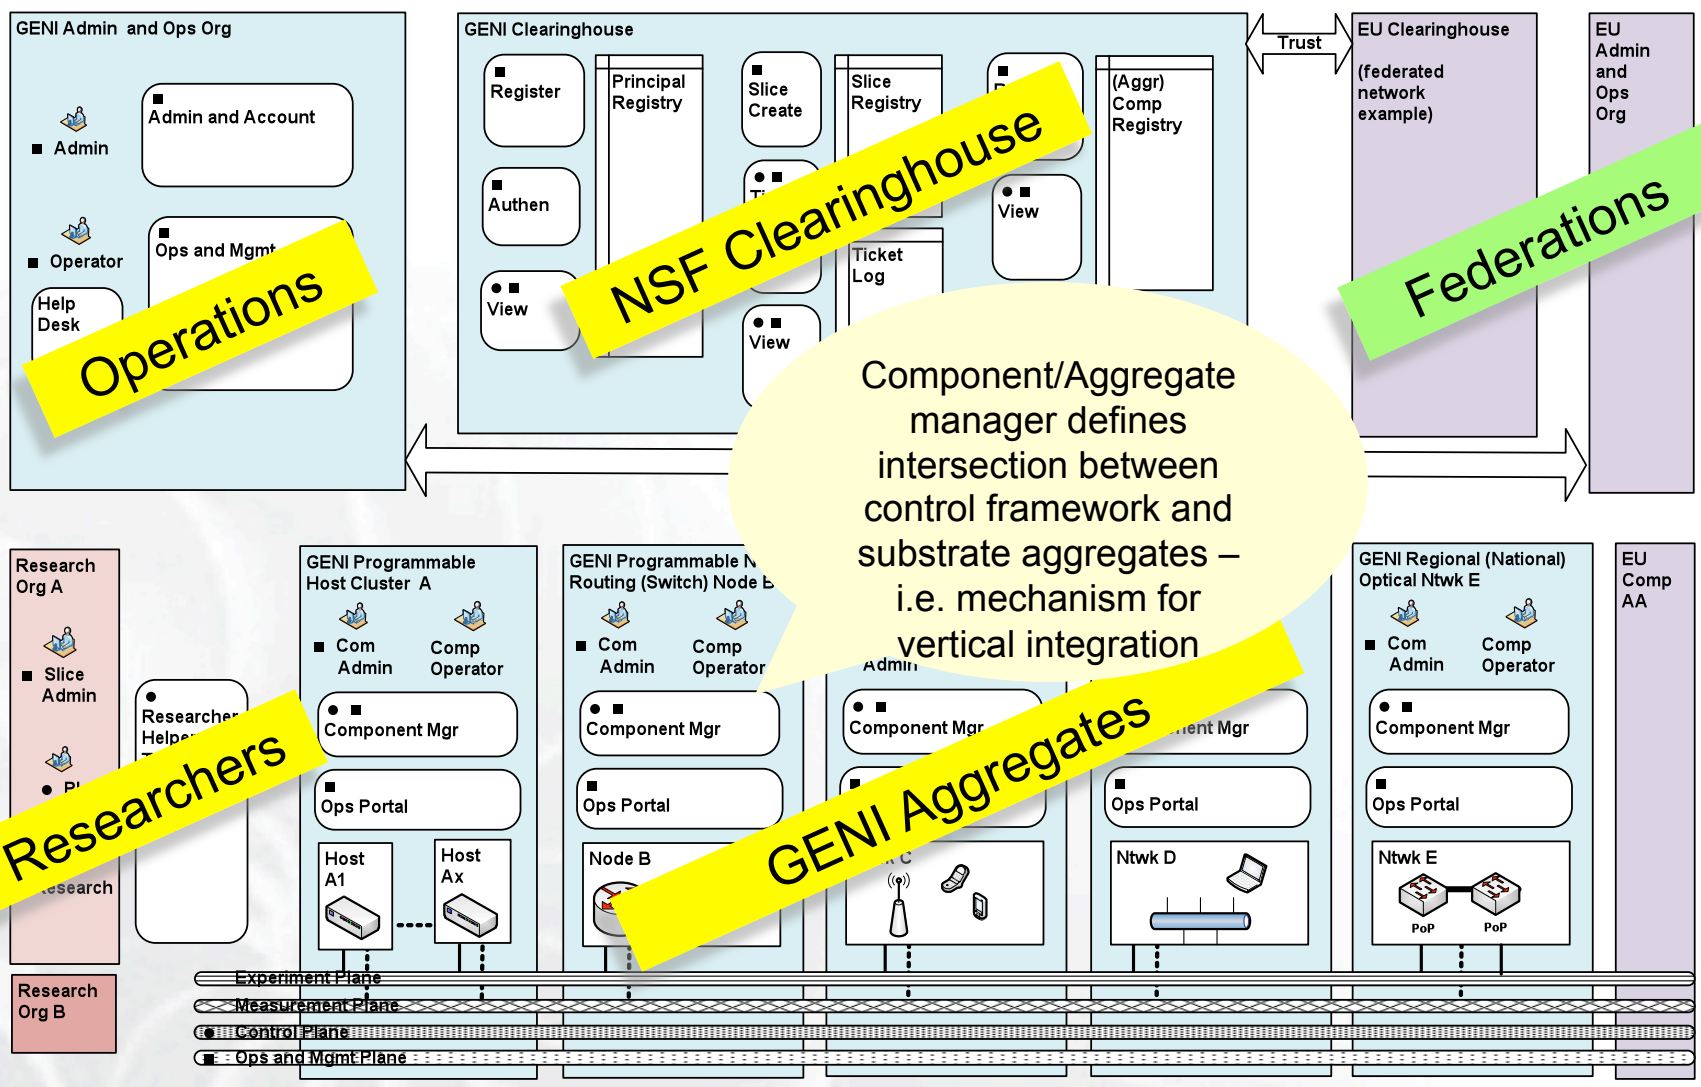 GENI Admin and Ops Org
Admin
Admin and Account
Operator
Ops and Mgmt
Help
Desk
Operations
GENI Clearinghouse
Register
Authen
View
Principal
Registry
Slice
Create
View
Slice
Registry
Ticket
Log
View
(Aggr)
Comp
Registry
NSF Clearinghouse
Trust
EU Clearinghouse
(federated
network
example)
EU
Admin
and
Ops
Org
Federations
Component/Aggregate
manager defines
intersection between
control framework and
substrate aggregates –
i.e. mechanism for
vertical integration
Research
Org A
Slice
Admin
Research
Researcher
Helper
Researchers
Research
Org B
GENI Programmable
Host Cluster A
Com
Admin
Comp
Operator
Component Mgr
Ops Portal
Host
A1
Host
Ax
GENI Programmable
Routing (Switch) Node B
Com
Admin
Comp
Operator
Component Mgr
Ops Portal
Node B
Admin
Component Mgr
C
GENI Aggregates
Mgr
Ops Portal
Ntwk D
GENI Regional (National)
Optical Ntwk E
Com
Admin
Comp
Operator
Component Mgr
Ops Portal
Ntwk E
PoP
PoP
EU
Comp
AA
Experiment Plane
Measurement Plane
Control Plane
Ops and Mgmt Plane